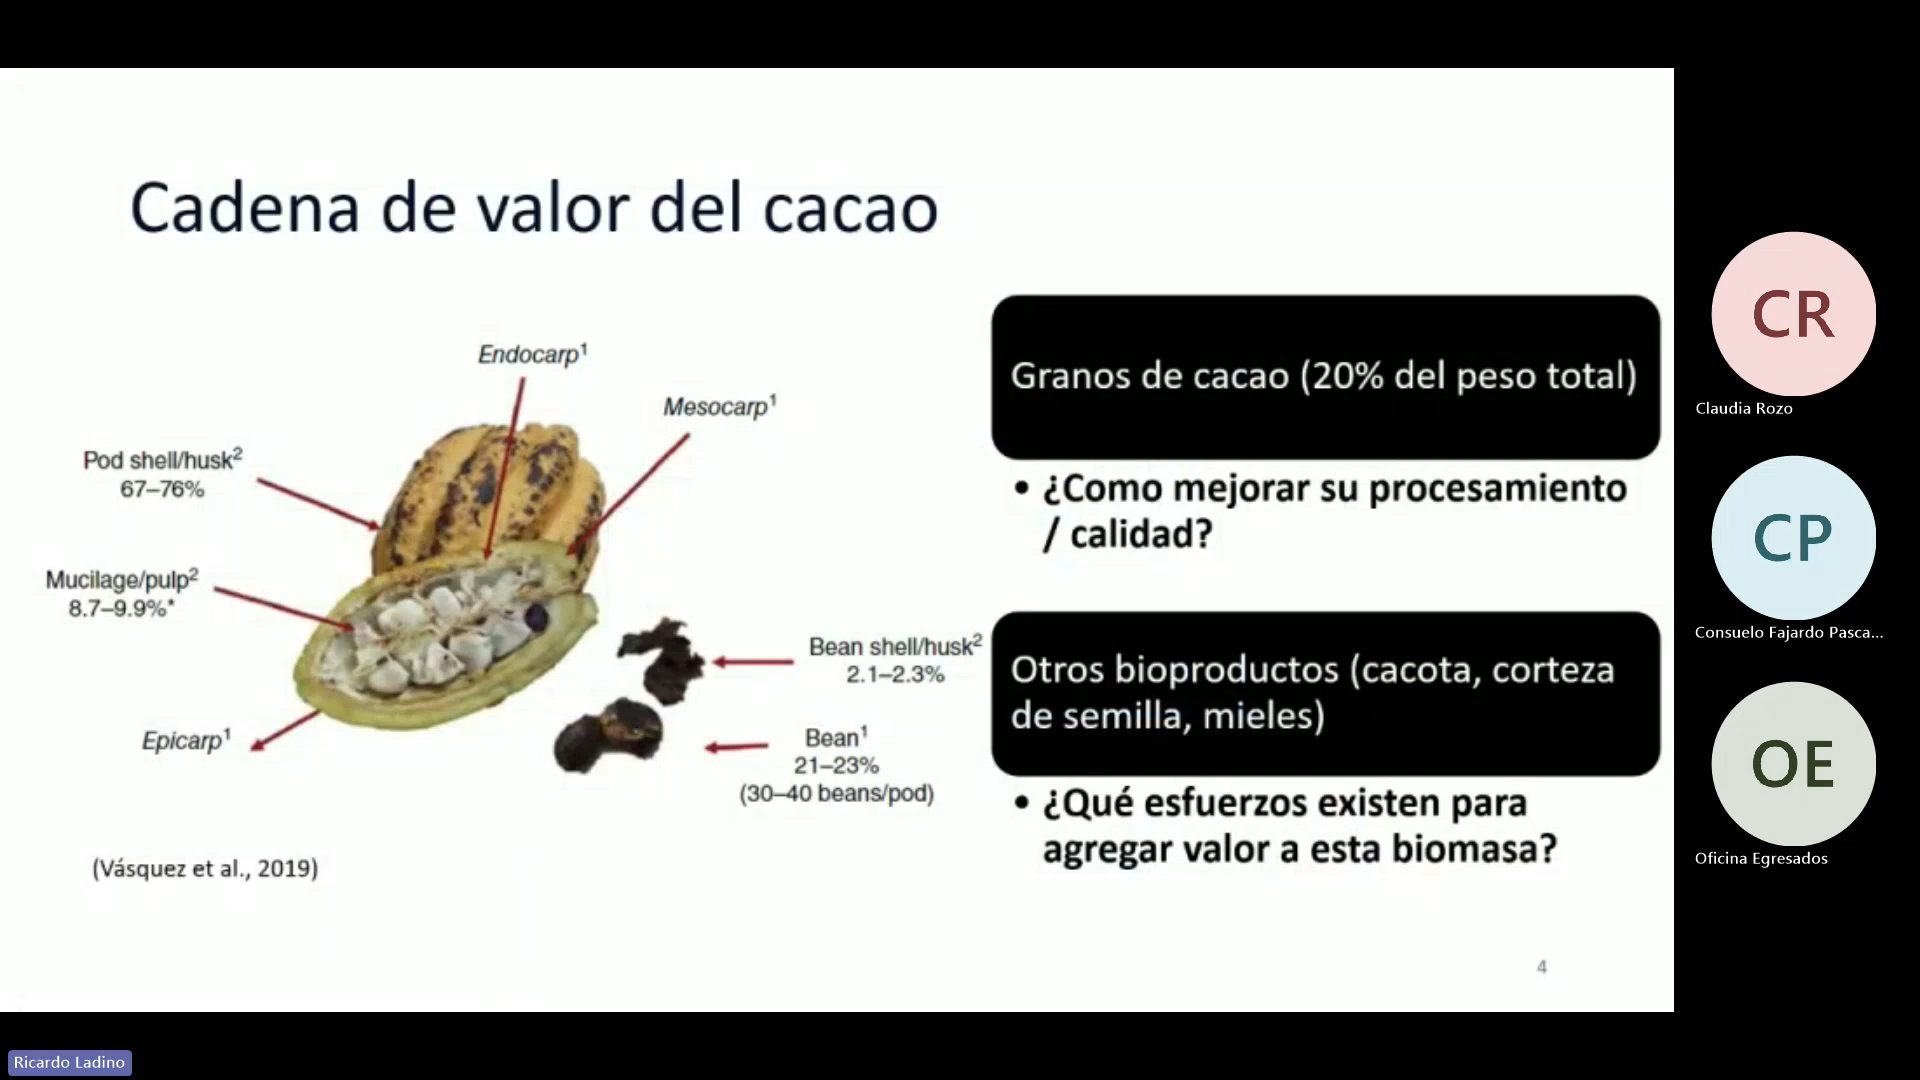 Cadena de valor del cacao
Endocarp1
Mesocarp1
Pod shell/husk2
67–76%
Mucilage/pulp2
8.7–9.9%*
Epicarp1
Bean shell/husk2
2.1–2.3%
Bean1
21–23%
(30–40 beans/pod)
(Vásquez et al., 2019)
Granos de cacao (20% del peso total)
• ¿Como mejorar su procesamiento
/ calidad?
Otros bioproductos (cacota, corteza
de semilla, mieles)
• ¿Qué esfuerzos existen para
agregar valor a esta biomasa?
4
CR
Claudia Rozo
CP
Consuelo Fajardo Pasca...
OE
Oficina Egresados
Ricardo Ladino